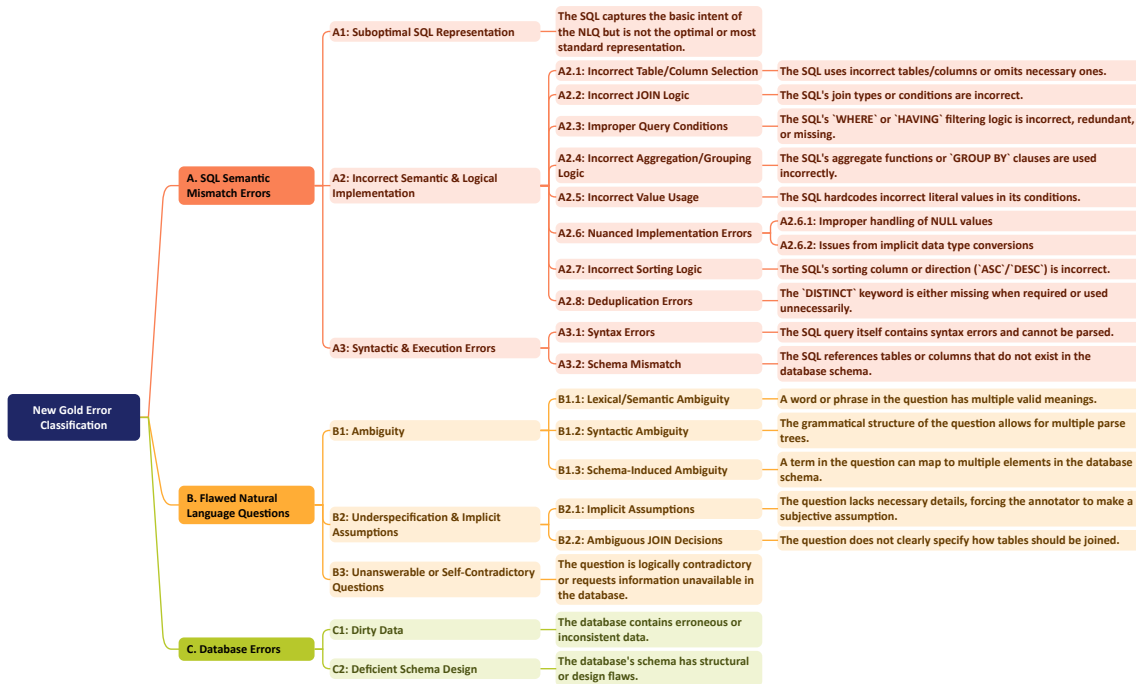 New Gold Error
Classification
A. SQL Semantic
Mismatch Errors
A1: Suboptimal SQL Representation
The SQL captures the basic intent of
the NLQ but is not the optimal or most
standard representation.
A2: Incorrect Semantic & Logical
Implementation
A2.1: Incorrect Table/Column Selection
The SQL uses incorrect tables/columns or omits necessary ones.
A2.2: Incorrect JOIN Logic
The SQL's join types or conditions are incorrect.
A2.3: Improper Query Conditions
The SQL's `WHERE` or `HAVING` filtering logic is incorrect, redundant,
or missing.
A2.4: Incorrect Aggregation/Grouping
Logic
The SQL's aggregate functions or `GROUP BY` clauses are used
incorrectly.
A2.5: Incorrect Value Usage
The SQL hardcodes incorrect literal values in its conditions.
A2.6: Nuanced Implementation Errors
A2.6.1: Improper handling of NULL values
A2.6.2: Issues from implicit data type conversions
A2.7: Incorrect Sorting Logic
The SQL's sorting column or direction (`ASC`/`DESC`) is incorrect.
A2.8: Deduplication Errors
The `DISTINCT` keyword is either missing when required or used
unnecessarily.
A3: Syntactic & Execution Errors
A3.1: Syntax Errors
The SQL query itself contains syntax errors and cannot be parsed.
A3.2: Schema Mismatch
The SQL references tables or columns that do not exist in the
database schema.
B. Flawed Natural
Language Questions
B1: Ambiguity
B1.1: Lexical/Semantic Ambiguity
A word or phrase in the question has multiple valid meanings.
B1.2: Syntactic Ambiguity
The grammatical structure of the question allows for multiple parse
trees.
B1.3: Schema-Induced Ambiguity
A term in the question can map to multiple elements in the database
schema.
B2: Underspecification & Implicit
Assumptions
B2.1: Implicit Assumptions
The question lacks necessary details, forcing the annotator to make a
subjective assumption.
B2.2: Ambiguous JOIN Decisions
The question does not clearly specify how tables should be joined.
B3: Unanswerable or Self-Contradictory
Questions
The question is logically contradictory
or requests information unavailable in
the database.
C. Database Errors
C1: Dirty Data
The database contains erroneous or
inconsistent data.
C2: Deficient Schema Design
The database's schema has structural
or design flaws.